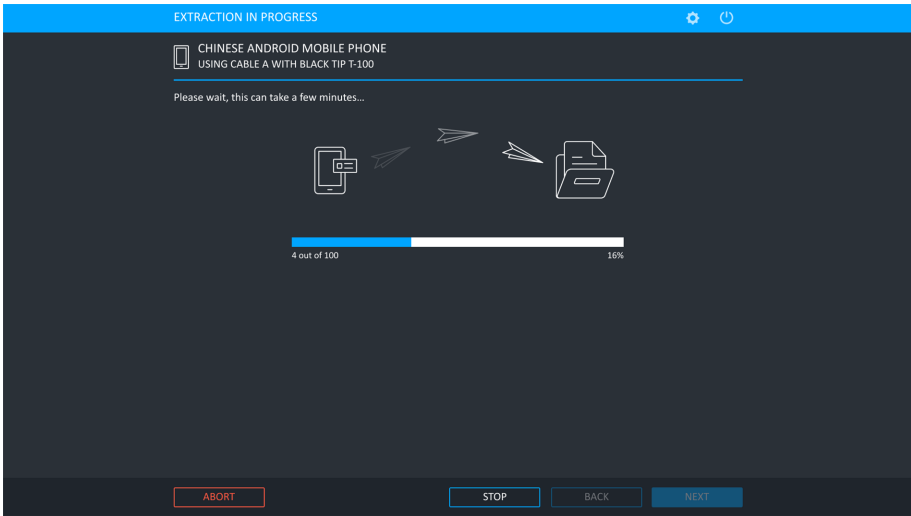 EXTRACTION IN PROGRESS
CHINESE ANDROID MOBILE PHONE
USING CABLE A WITH BLACK TIP T-100
Please wait, this can take a few minutes...
4 out of 100
16%
ABORT
STOP
BACK
NEXT